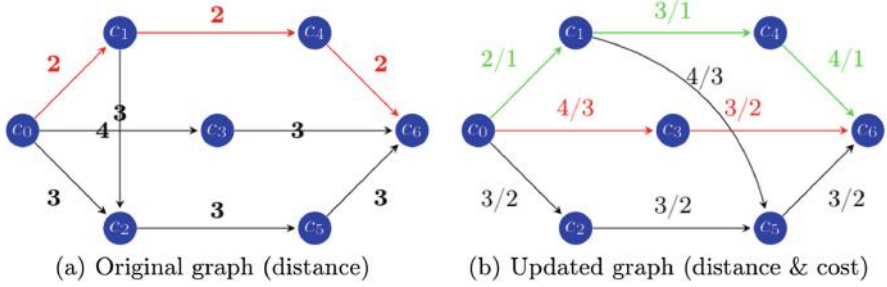 2
c1
2
c4
2
c0
4
3
c3
3
c6
3
c2
3
c5
3
(a) Original graph (distance)
2/1
c1
3/1
c4
4/1
c0
4/3
4/3
c3
3/2
c6
3/2
c2
3/2
c5
3/2
(b) Updated graph (distance & cost)